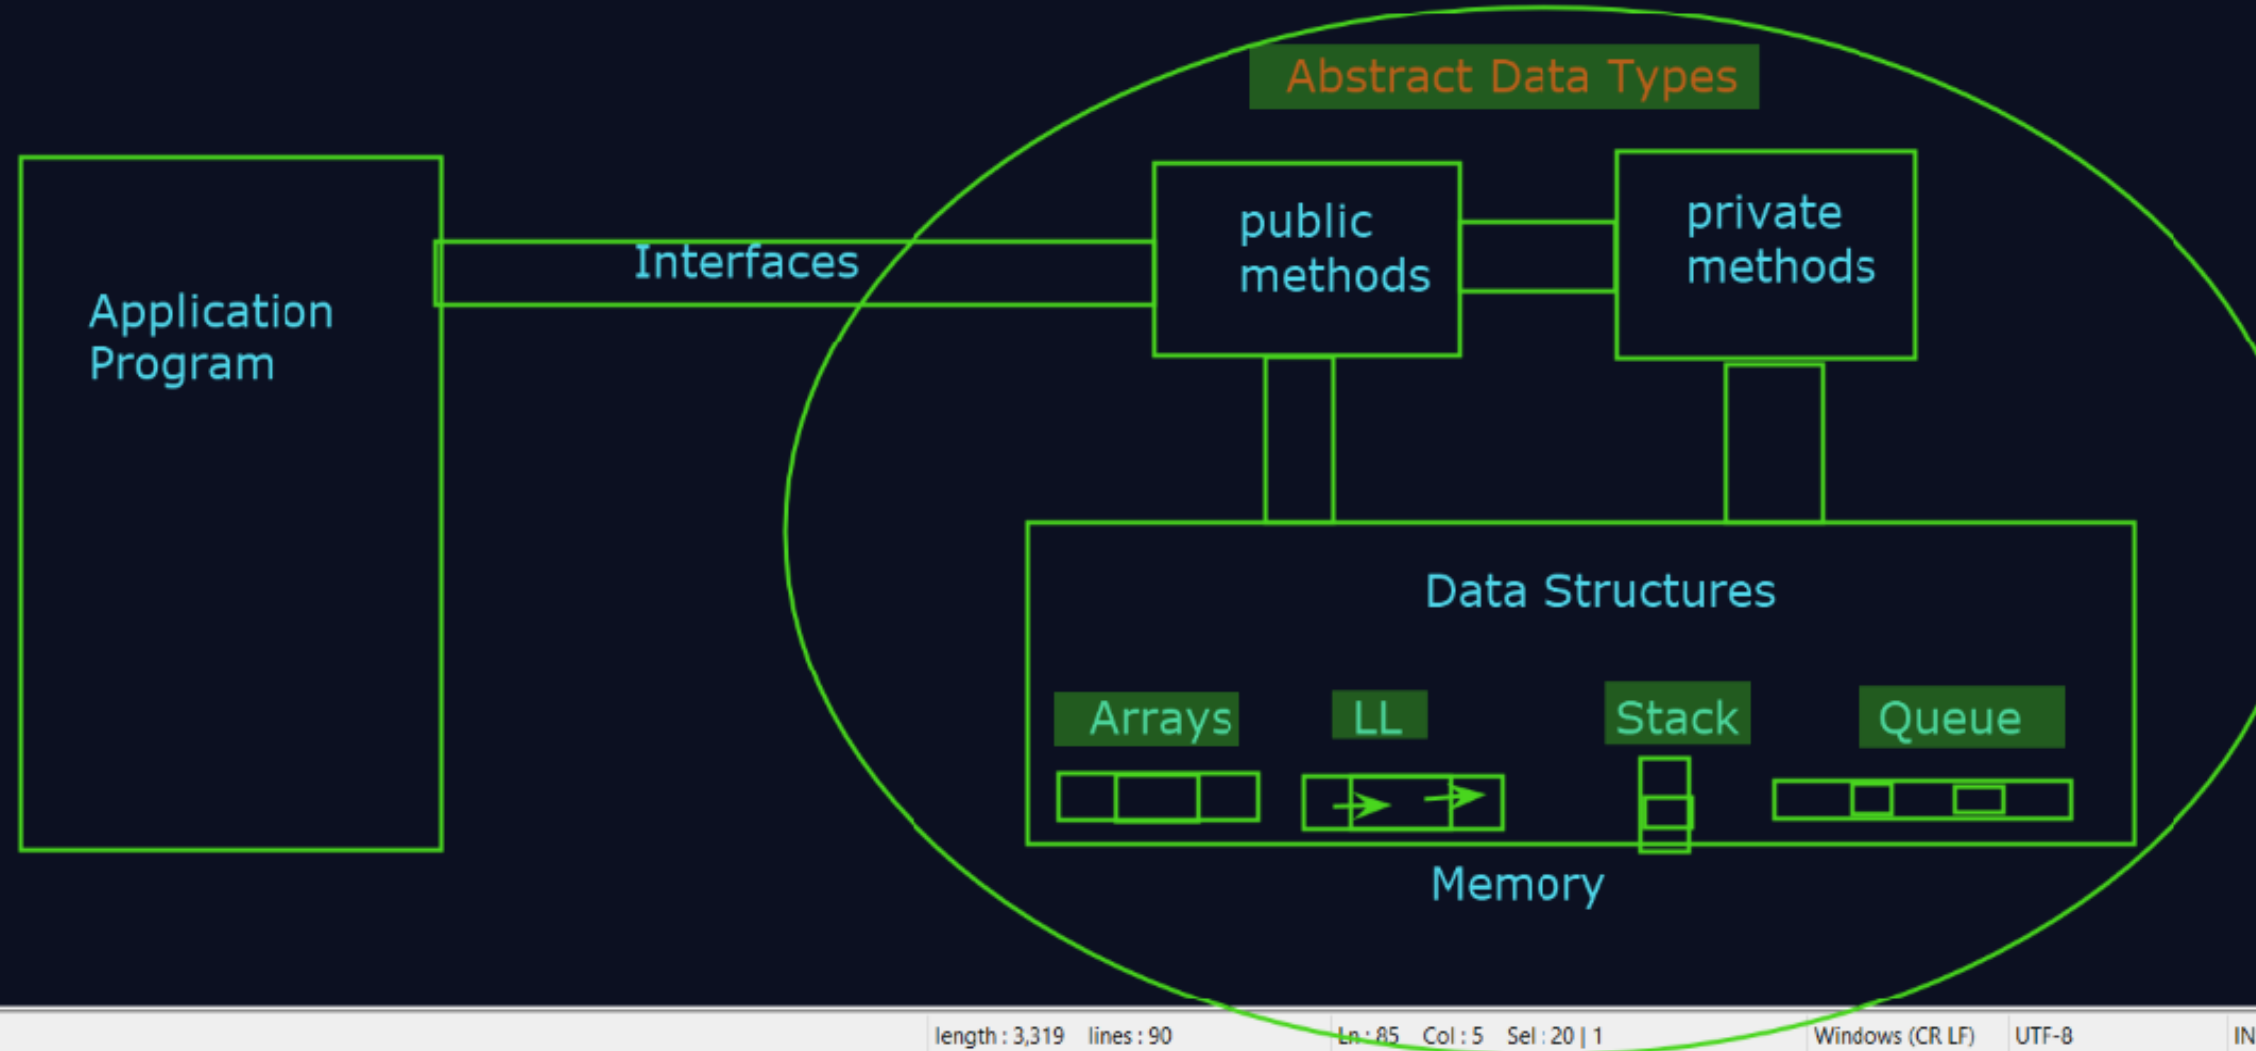 Abstract Data Types
Application
Program
Interfaces
public
methods
private
methods
Data Structures
Arrays
LL
Stack
Queue
Memory
length : 3,319 lines : 90
Ln : 85 Col : 5 Sel : 20 | 1
Windows (CR LF)
UTF-8
IN